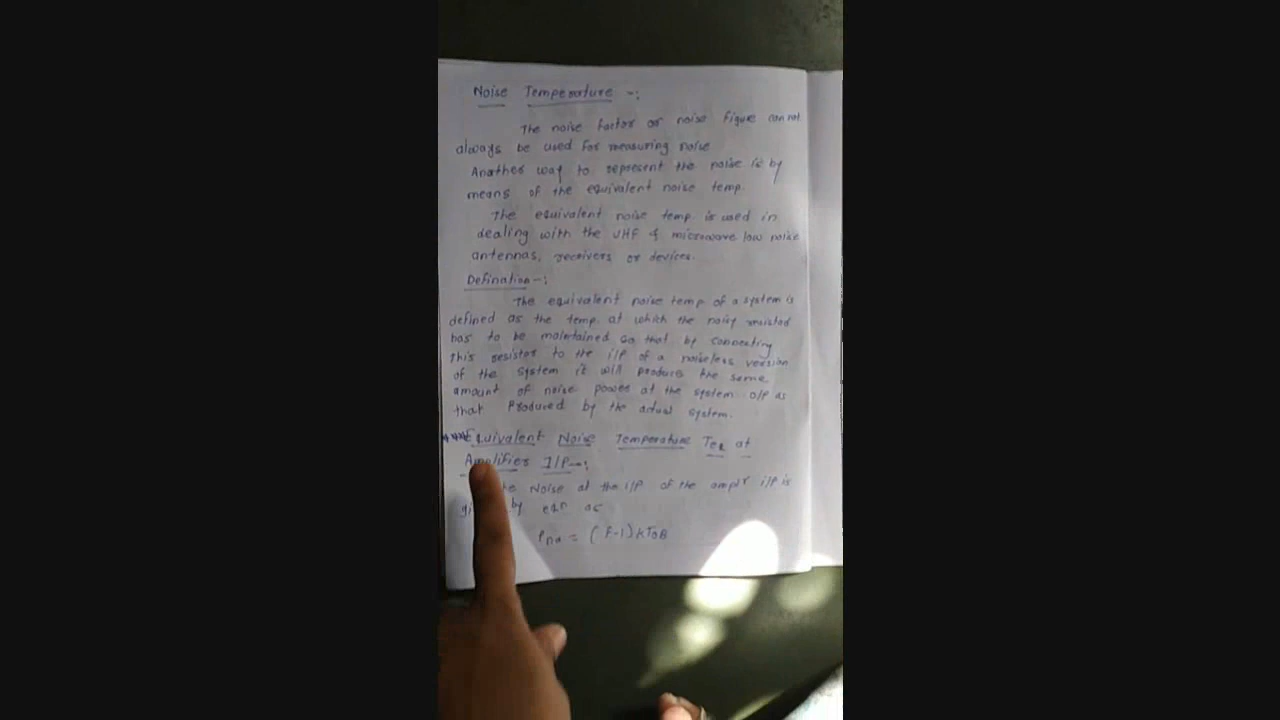 Noise Temperature -:
The noise factor or noise figure can not
always be used for measuring noise
Another way to represent the noise is by
means of the equivalent noise temp.
The equivalent noise temp. is used in
dealing with the UHF & microwave low noise
antennas, receivers or devices.
Defination -:
The equivalent noise temp. of a system is
defined as the temp. at which the noisy resistor
has to be maintained so that by connecting
this resistor to the i/p of a noiseless version
of the system it will produce the same
amount of noise power at the system o/p as
that Produced by the actual system.
Equivalent Noise Temperature Teq at
Amplifier I/P -:
Noise at the i/p of the amplr i/p is
by eqn as
Pna = (F-1) KT0B